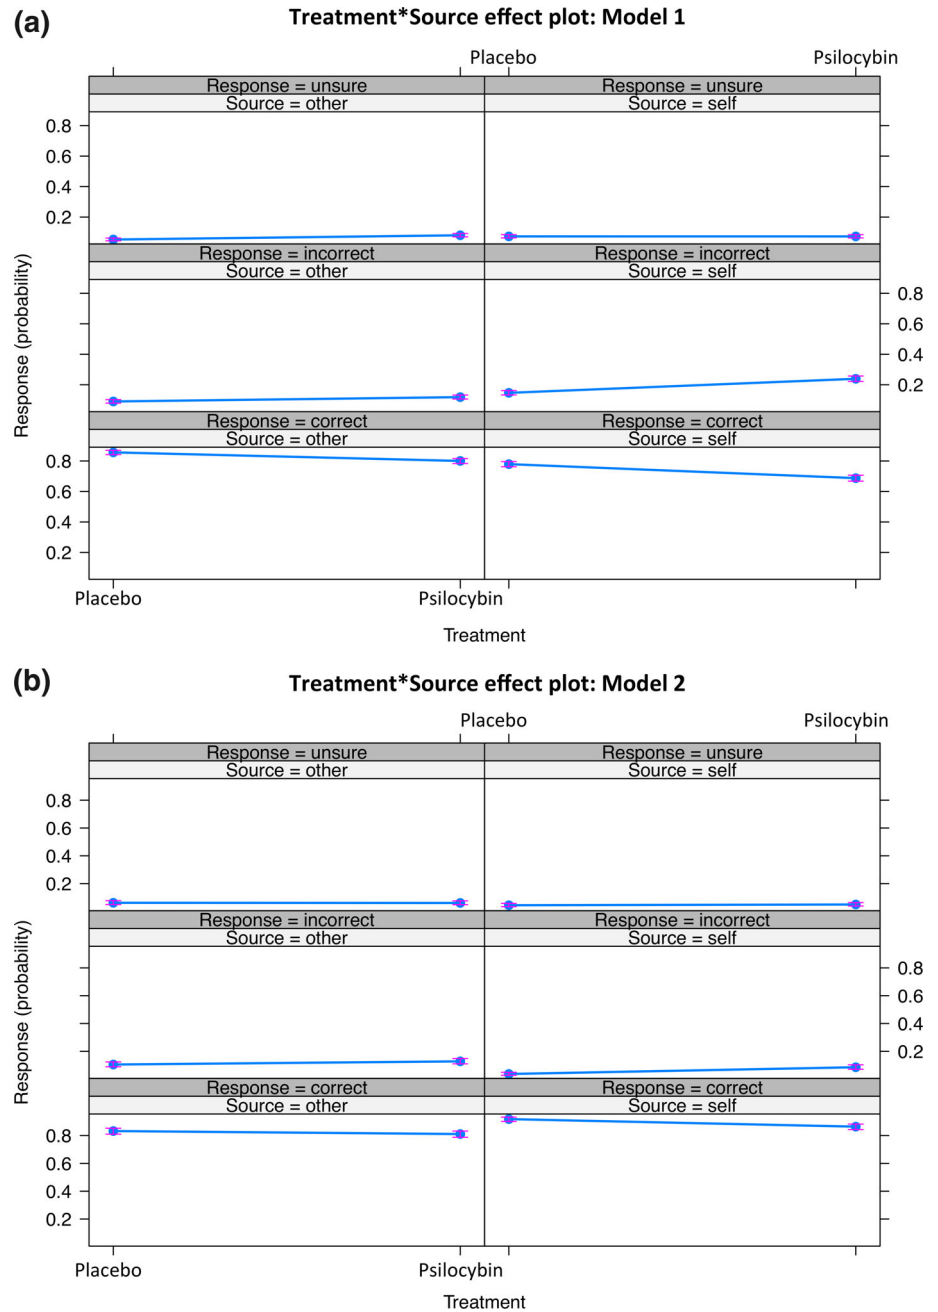 (a)
Treatment*Source effect plot: Model 1
Placebo Psilocybin
Response = unsure Response = unsure
Source = other Source = self
0.8
0.6
0.4
0.2
Response = incorrect Response = incorrect
Source = other Source = self
0.8
0.6
0.4
0.2
Response = correct Response = correct
Source = other Source = self
0.8
0.6
0.4
0.2
Response (probability)
Placebo Psilocybin
Treatment
(b)
Treatment*Source effect plot: Model 2
Placebo Psilocybin
Response = unsure Response = unsure
Source = other Source = self
0.8
0.6
0.4
0.2
Response = incorrect Response = incorrect
Source = other Source = self
0.8
0.6
0.4
0.2
Response = correct Response = correct
Source = other Source = self
0.8
0.6
0.4
0.2
Response (probability)
Placebo Psilocybin
Treatment